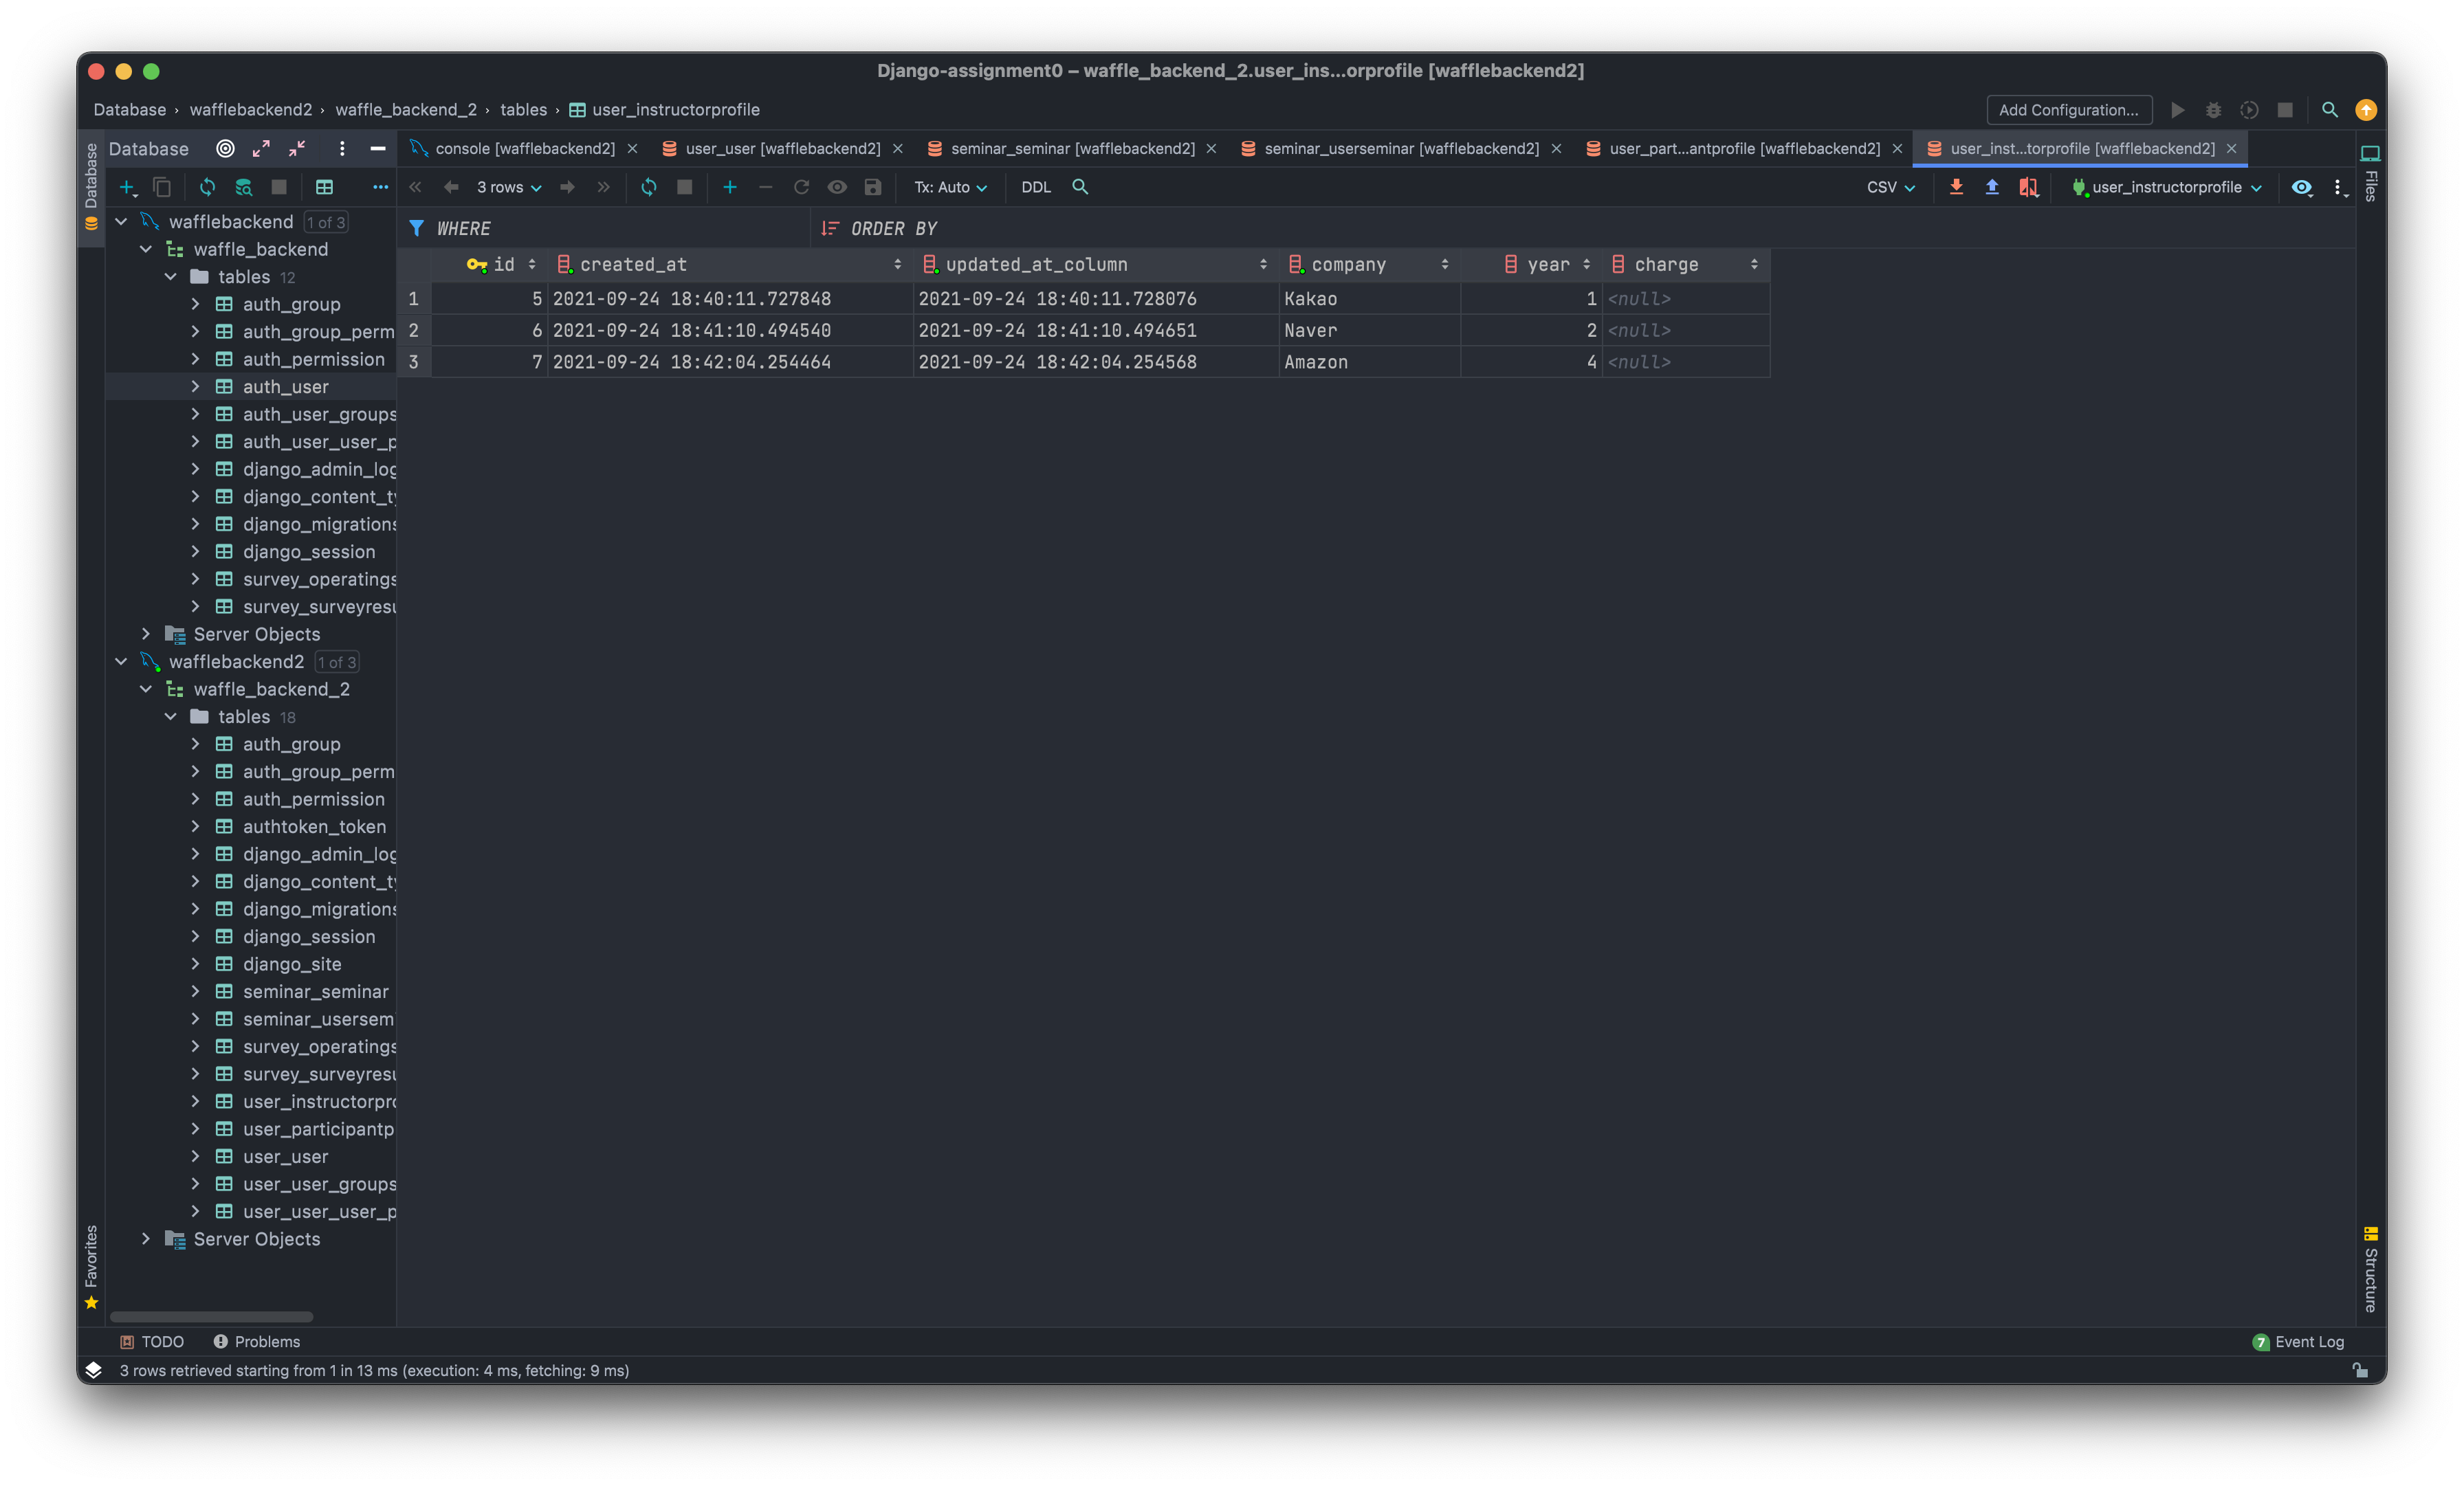 Django-assignment0 – waffle_backend_2.user_ins...orprofile [wafflebackend2]
Database › wafflebackend2 › waffle_backend_2 › tables › user_instructorprofile
Add Configuration...
Database
Database
console [wafflebackend2]
user_user [wafflebackend2]
seminar_seminar [wafflebackend2]
seminar_userseminar [wafflebackend2]
user_part...antprofile [wafflebackend2]
user_inst...torprofile [wafflebackend2]
Files
3 rows
Tx: Auto
DDL
CSV
user_instructorprofile
WHERE
ORDER BY
id created_at updated_at_column company year charge
1 5 2021-09-24 18:40:11.727848 2021-09-24 18:40:11.728076 Kakao 1 <null>
2 6 2021-09-24 18:41:10.494540 2021-09-24 18:41:10.494651 Naver 2 <null>
3 7 2021-09-24 18:42:04.254464 2021-09-24 18:42:04.254568 Amazon 4 <null>
wafflebackend 1 of 3
waffle_backend
tables 12
auth_group
auth_group_perm
auth_permission
auth_user
auth_user_groups
auth_user_user_p
django_admin_log
django_content_ty
django_migrations
django_session
survey_operatings
survey_surveyresu
Server Objects
wafflebackend2 1 of 3
waffle_backend_2
tables 18
auth_group
auth_group_perm
auth_permission
authtoken_token
django_admin_log
django_content_ty
django_migrations
django_session
django_site
seminar_seminar
seminar_usersem
survey_operatings
survey_surveyresu
user_instructorpro
user_participantp
user_user
user_user_groups
user_user_user_p
Server Objects
Favorites
Structure
TODO
Problems
7 Event Log
3 rows retrieved starting from 1 in 13 ms (execution: 4 ms, fetching: 9 ms)